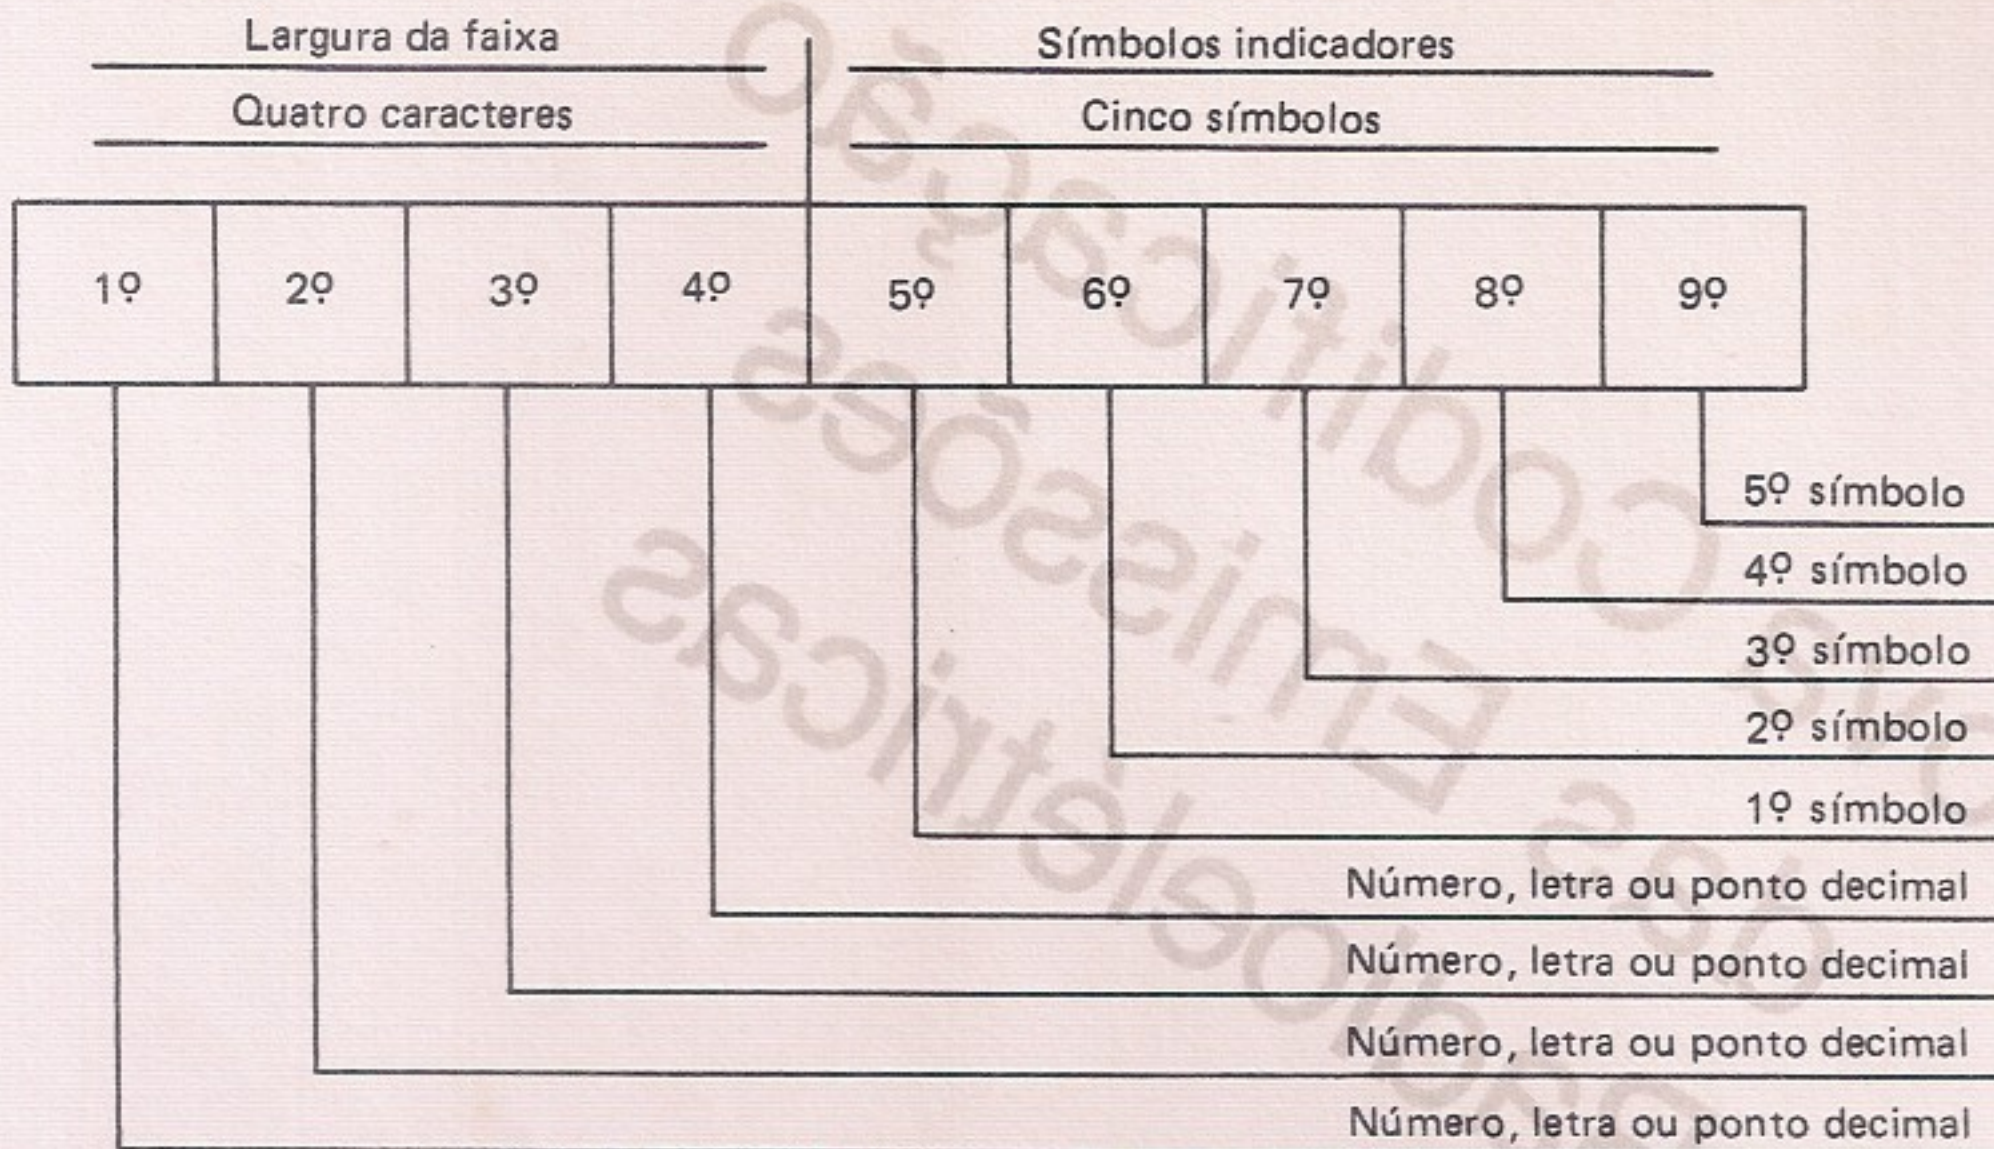 Largura da faixa
Símbolos indicadores
Quatro caracteres
Cinco símbolos
1º 2º 3º 4º 5º 6º 7º 8º 9º
5º símbolo
4º símbolo
3º símbolo
2º símbolo
1º símbolo
Número, letra ou ponto decimal
Número, letra ou ponto decimal
Número, letra ou ponto decimal
Número, letra ou ponto decimal